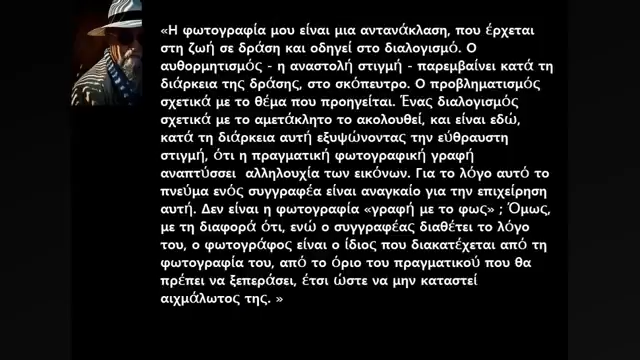 «Η φωτογραφία μου είναι μια αντανάκλαση, που έρχεται
στη ζωή σε δράση και οδηγεί στο διαλογισμό. Ο
αυθορμητισμός - η αναστολή στιγμή - παρεμβαίνει κατά τη
διάρκεια της δράσης, στο σκόπευτρο. Ο προβληματισμός
σχετικά με το θέμα που προηγείται. Ένας διαλογισμός
σχετικά με το αμετάκλητο το ακολουθεί, και είναι εδώ,
κατά τη διάρκεια αυτή εξυψώνοντας την εύθραυστη
στιγμή, ότι η πραγματική φωτογραφική γραφή
αναπτύσσει αλληλουχία των εικόνων. Για το λόγο αυτό το
πνεύμα ενός συγγραφέα είναι αναγκαίο για την επιχείρηση
αυτή. Δεν είναι η φωτογραφία «γραφή με το φως» ; Όμως,
με τη διαφορά ότι, ενώ ο συγγραφέας διαθέτει το λόγο
του, ο φωτογράφος είναι ο ίδιος που διακατέχεται από τη
φωτογραφία του, από το όριο του πραγματικού που θα
πρέπει να ξεπεράσει, έτσι ώστε να μην καταστεί
αιχμάλωτος της. »